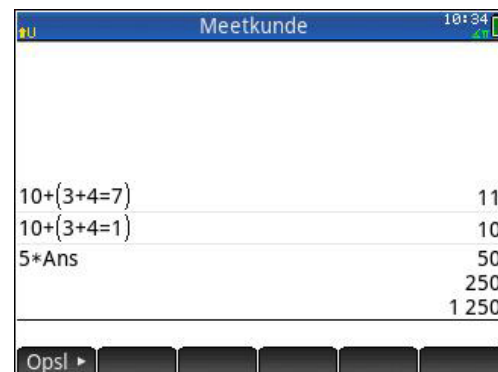 Meetkunde
10:34
↑U
∡π
10+(3+4=7)
11
10+(3+4=1)
10
5*Ans
50
250
1 250
Opsl ▸